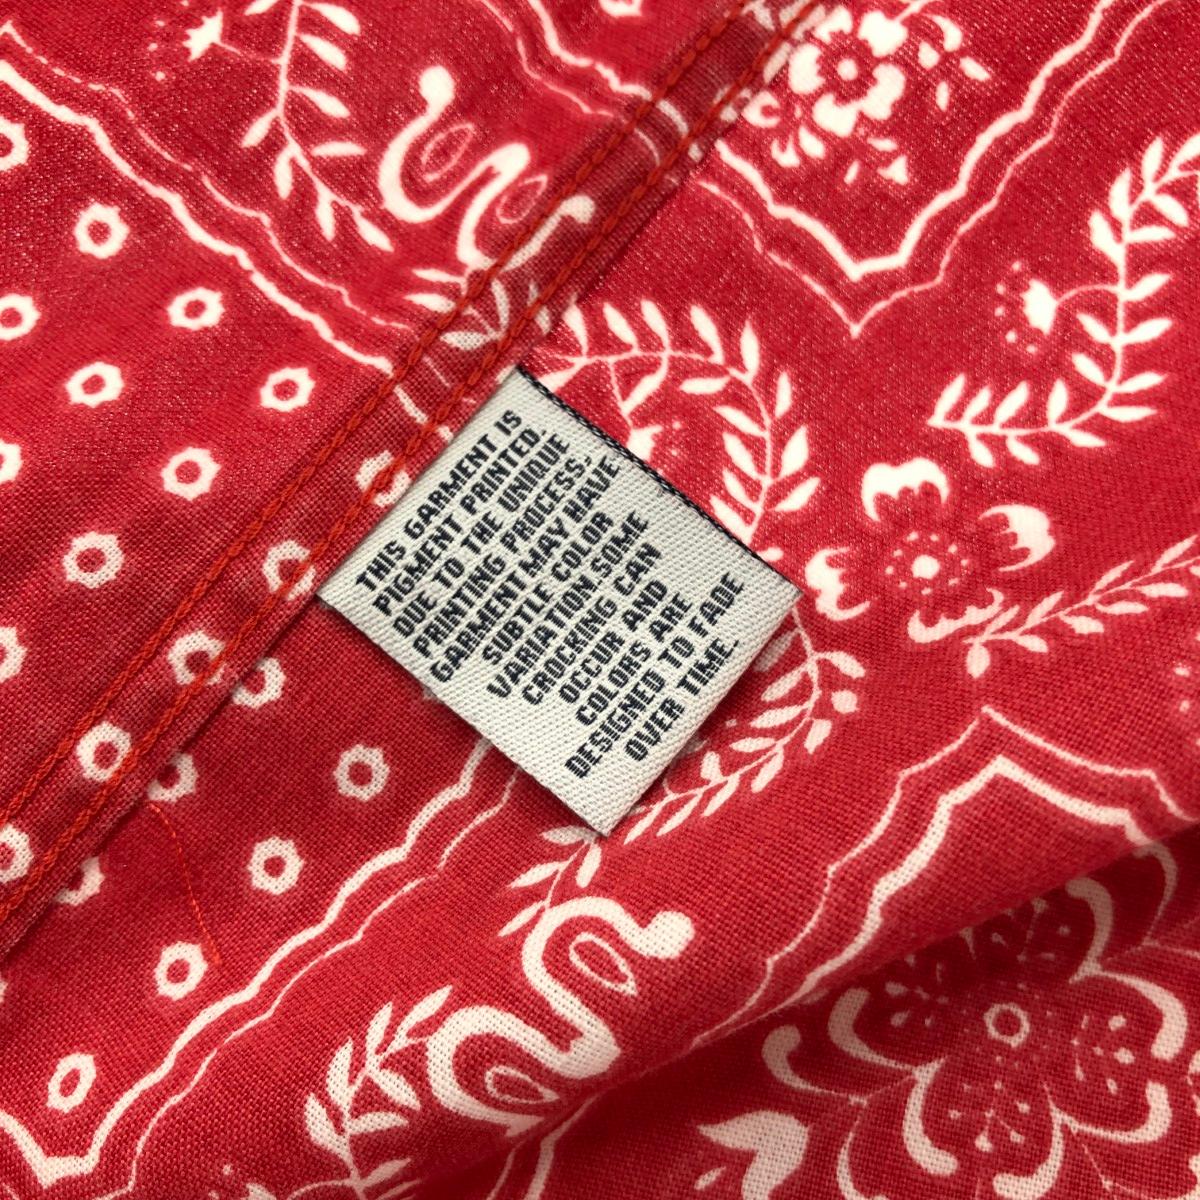 THIS GARMENT IS
PIGMENT PRINTED.
DUE TO THE UNIQUE
PRINTING PROCESS.
GARMENT MAY HAVE
SUBTLE COLOR
VARIATION SOME
CROCKING CAN
OCCUR AND
COLORS ARE
DESIGNED TO FADE
OVER TIME.